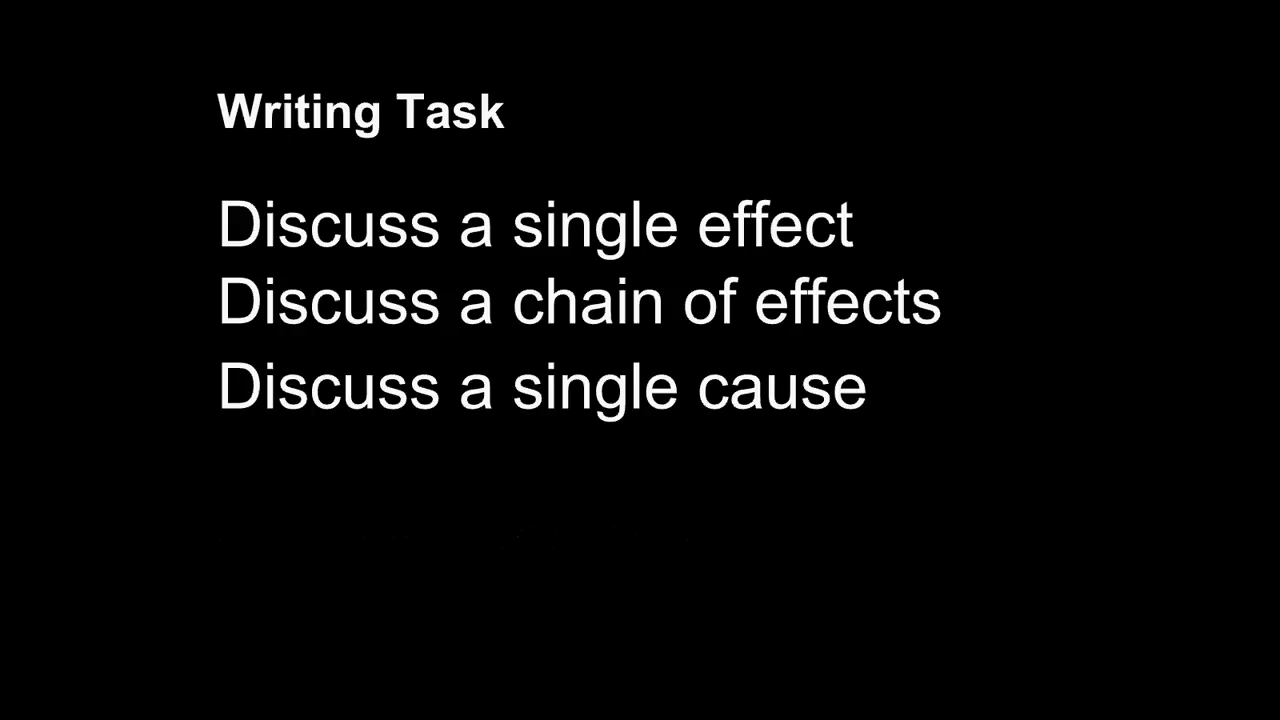 Writing Task
Discuss a single effect
Discuss a chain of effects
Discuss a single cause